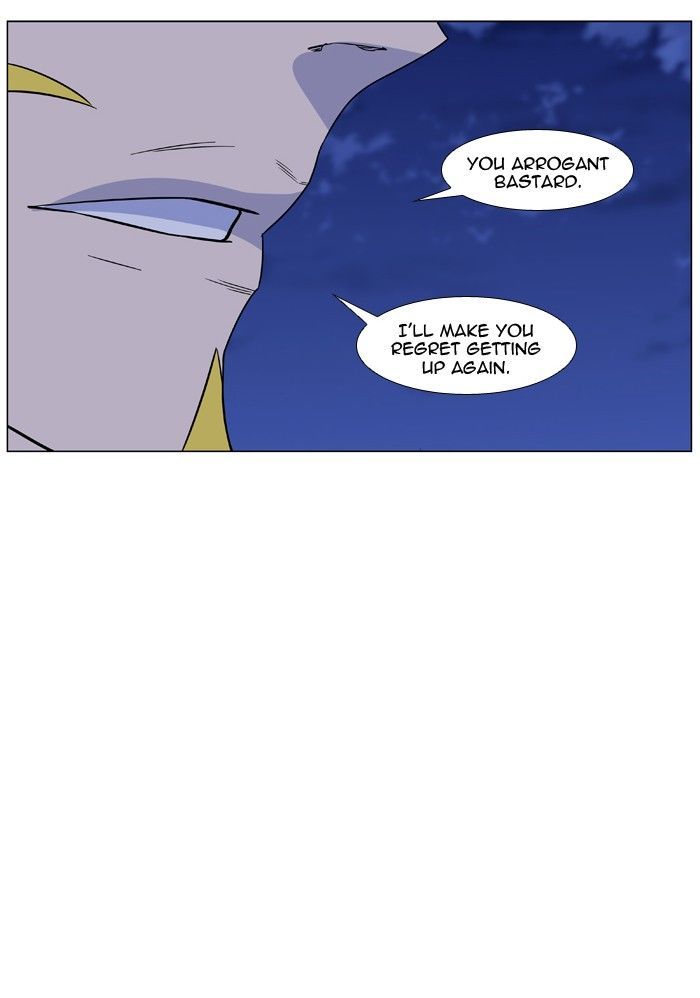 YOU ARROGANT
BASTARD.
I'LL MAKE YOU
REGRET GETTING
UP AGAIN.